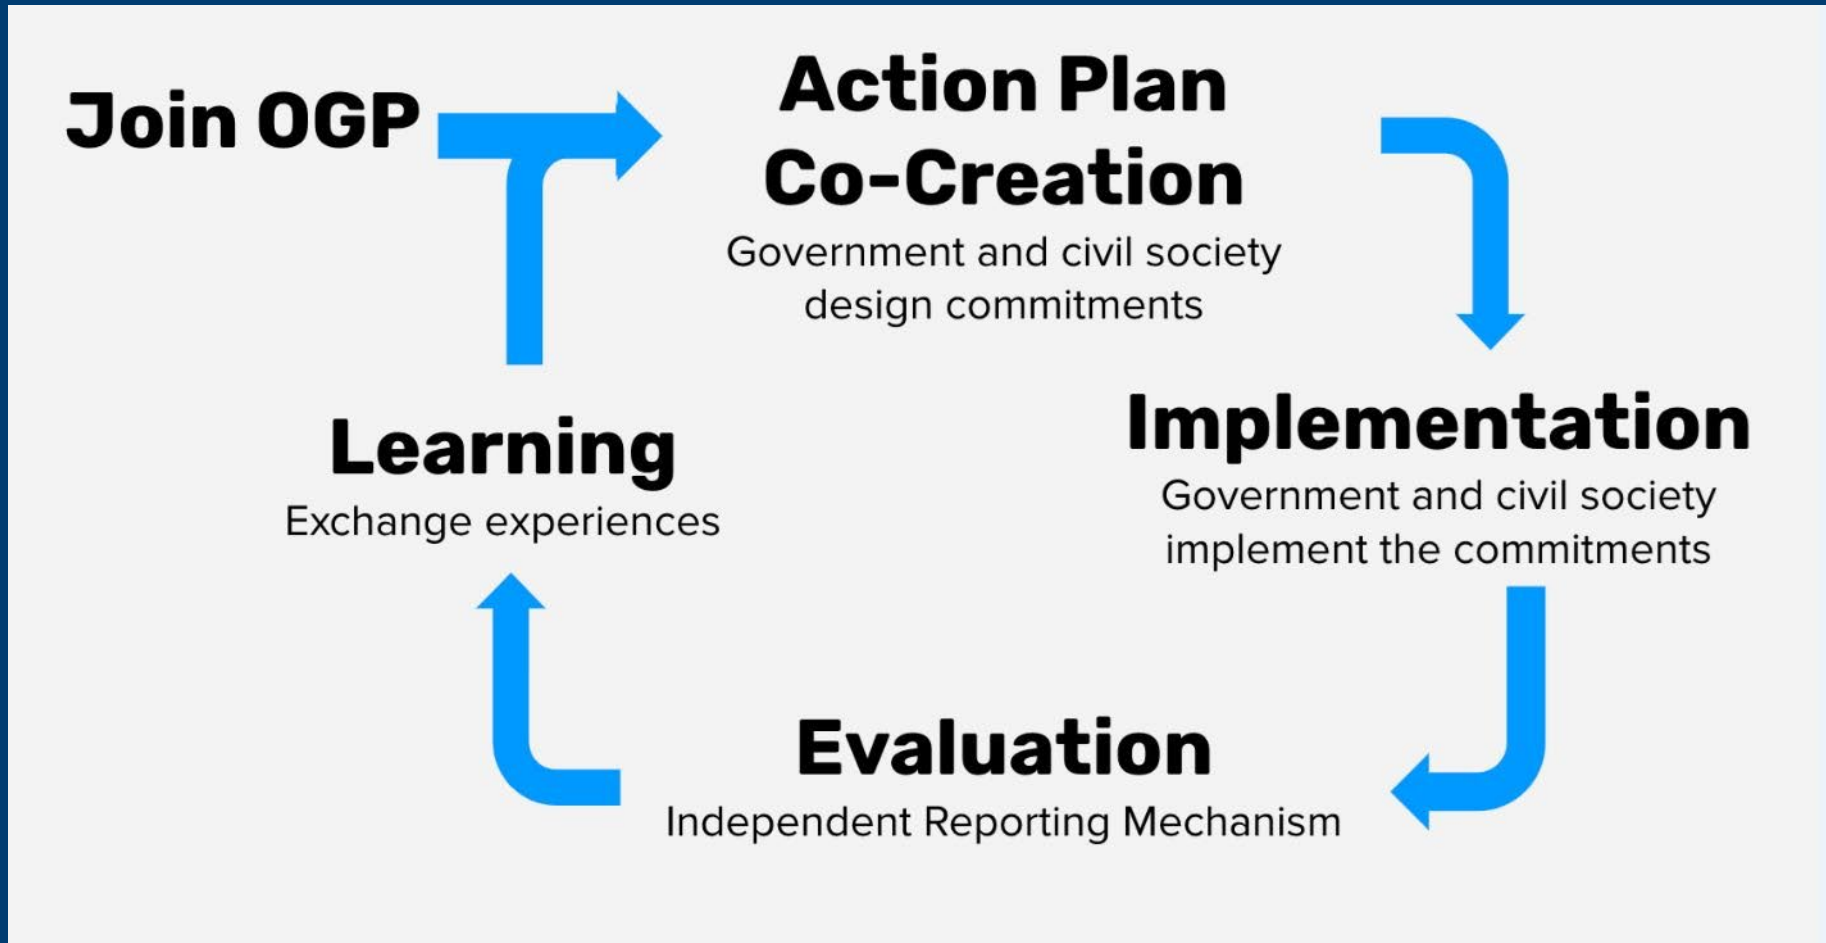 Join OGP
Action Plan
Co-Creation
Government and civil society
design commitments
Implementation
Government and civil society
implement the commitments
Evaluation
Independent Reporting Mechanism
Learning
Exchange experiences